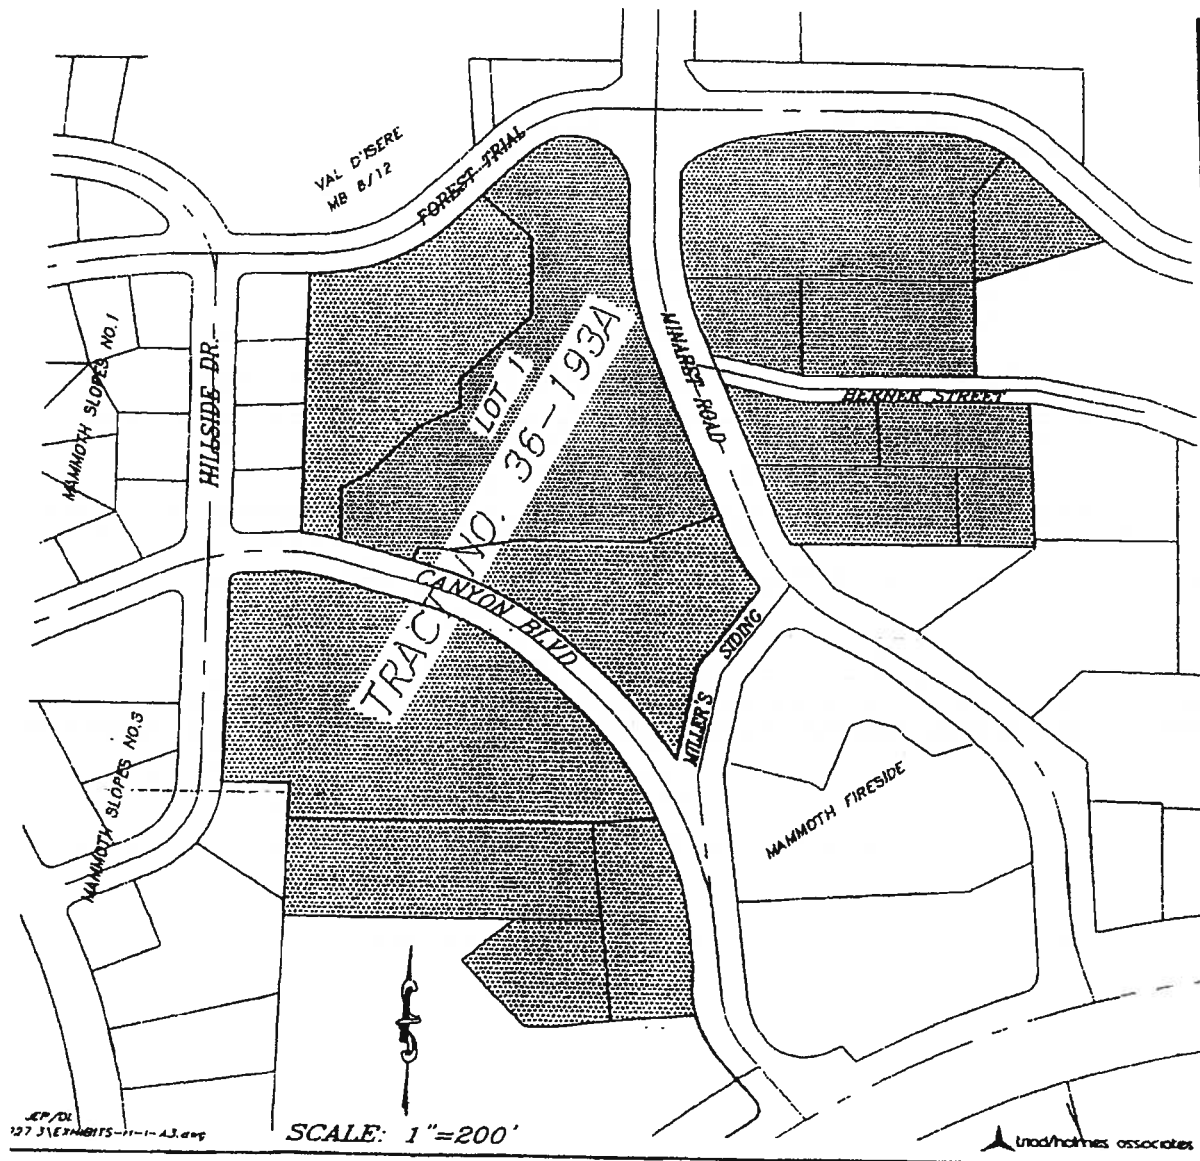 VAL D'ISERE
MB 8/12
FOREST TRIAL
MAMMOTH SLOPES NO.1
HILLSIDE DR.
LOT 1
TRACT NO. 36-193A
MINARET ROAD
BERNER STREET
CANYON BLVD
MILLER'S SIDING
MAMMOTH SLOPES NO.3
MAMMOTH FIRESIDE
JEP/DL
SCALE: 1"=200'
triad/holmes associates